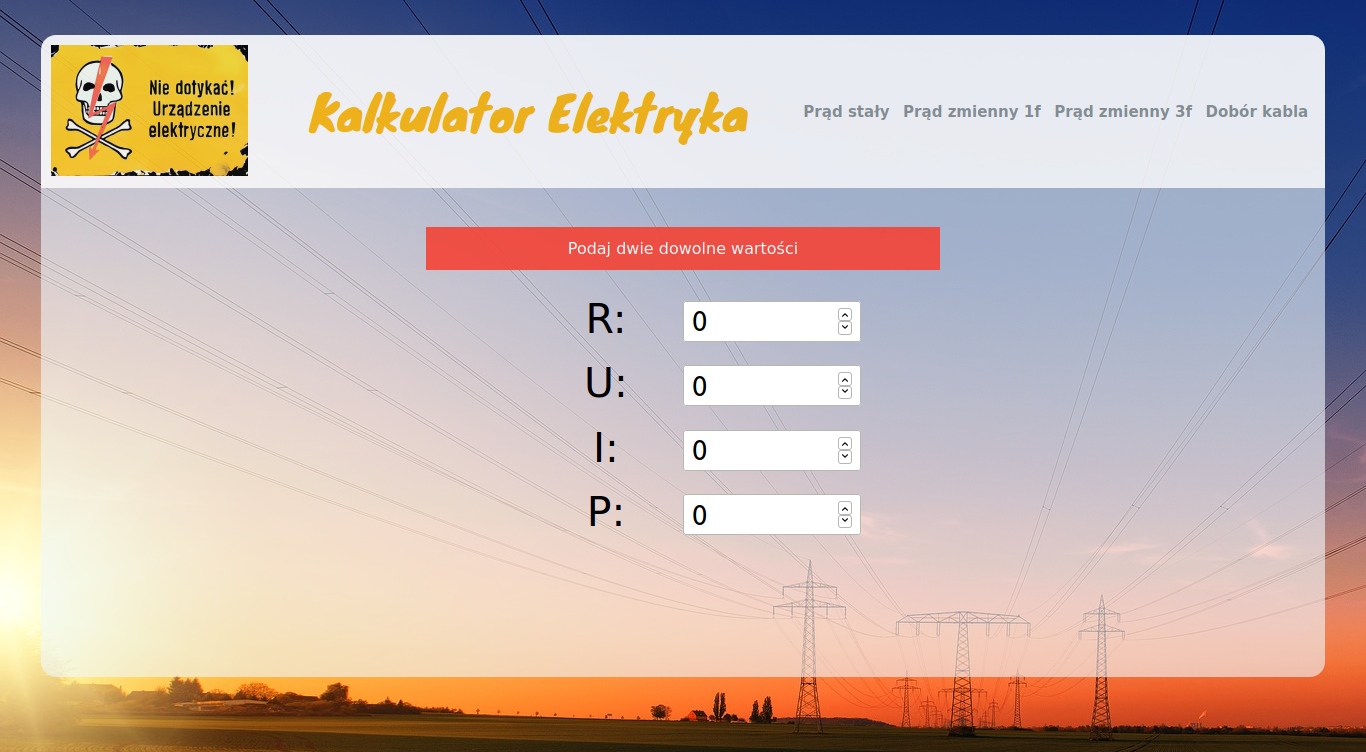 Nie dotykać!
Urządzenie
elektryczne!
Kalkulator Elektryka
Prąd stały Prąd zmienny 1f Prąd zmienny 3f Dobór kabla
Podaj dwie dowolne wartości
R: 0
U: 0
I: 0
P: 0